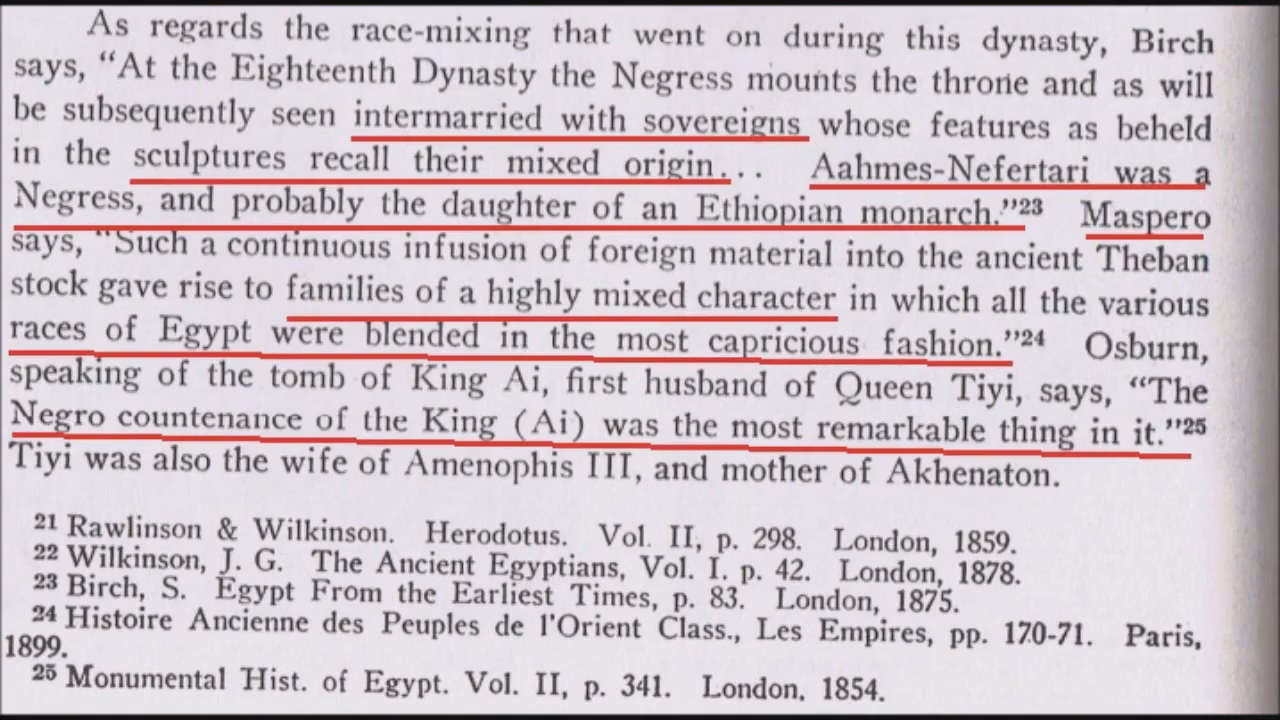 As regards the race-mixing that went on during this dynasty, Birch
says, “At the Eighteenth Dynasty the Negress mounts the throne and as will
be subsequently seen intermarried with sovereigns whose features as beheld
in the sculptures recall their mixed origin... Aahmes-Nefertari was a
Negress, and probably the daughter of an Ethiopian monarch.”23 Maspero
says, “Such a continuous infusion of foreign material into the ancient Theban
stock gave rise to families of a highly mixed character in which all the various
races of Egypt were blended in the most capricious fashion.”24 Osburn,
speaking of the tomb of King Ai, first husband of Queen Tiyi, says, “The
Negro countenance of the King (Ai) was the most remarkable thing in it.”25
Tiyi was also the wife of Amenophis III, and mother of Akhenaton.
21 Rawlinson & Wilkinson. Herodotus. Vol. II, p. 298. London, 1859.
22 Wilkinson, J. G. The Ancient Egyptians, Vol. I. p. 42. London, 1878.
23 Birch, S. Egypt From the Earliest Times, p. 83. London, 1875.
24 Histoire Ancienne des Peuples de l'Orient Class., Les Empires, pp. 170-71. Paris,
1899.
25 Monumental Hist. of Egypt. Vol. II, p. 341. London. 1854.